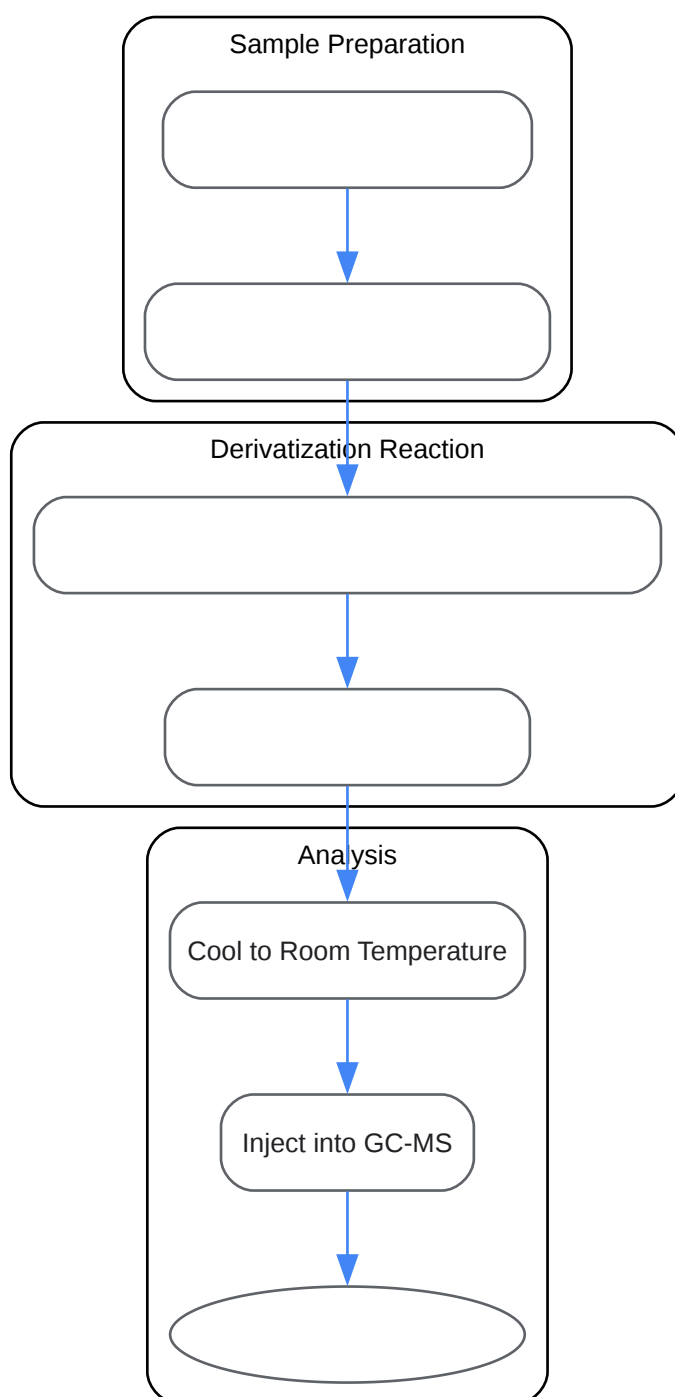 Sample Preparation
Derivatization Reaction
Analysis
Cool to Room Temperature
Inject into GC-MS